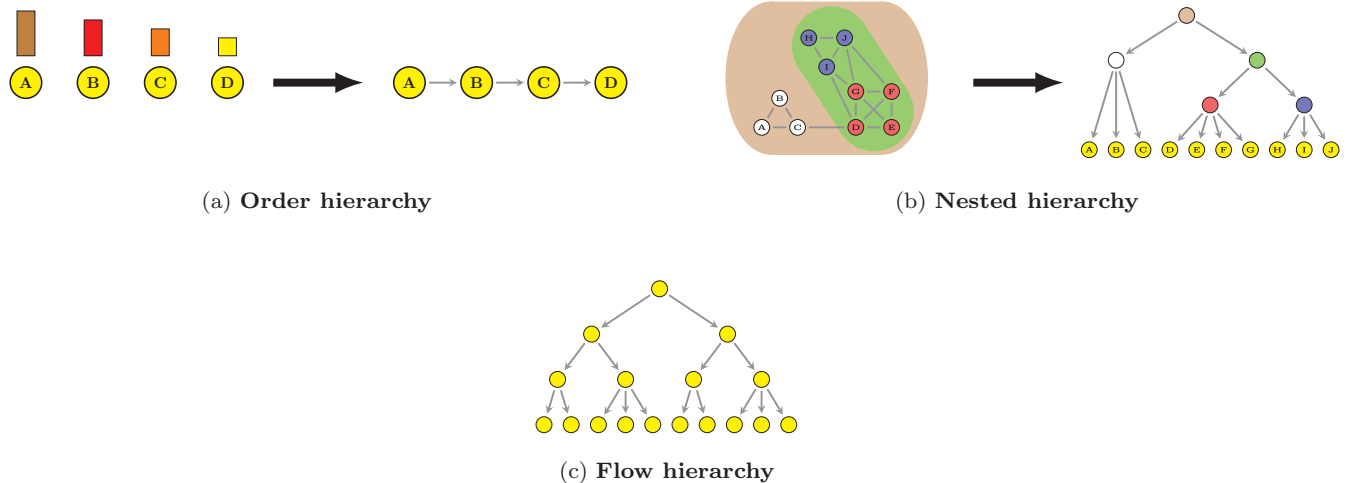 A B C D A B C D
(a) Order hierarchy
H J
I
G F
B
A C D E
A B C D E F G H I J
(b) Nested hierarchy
(c) Flow hierarchy